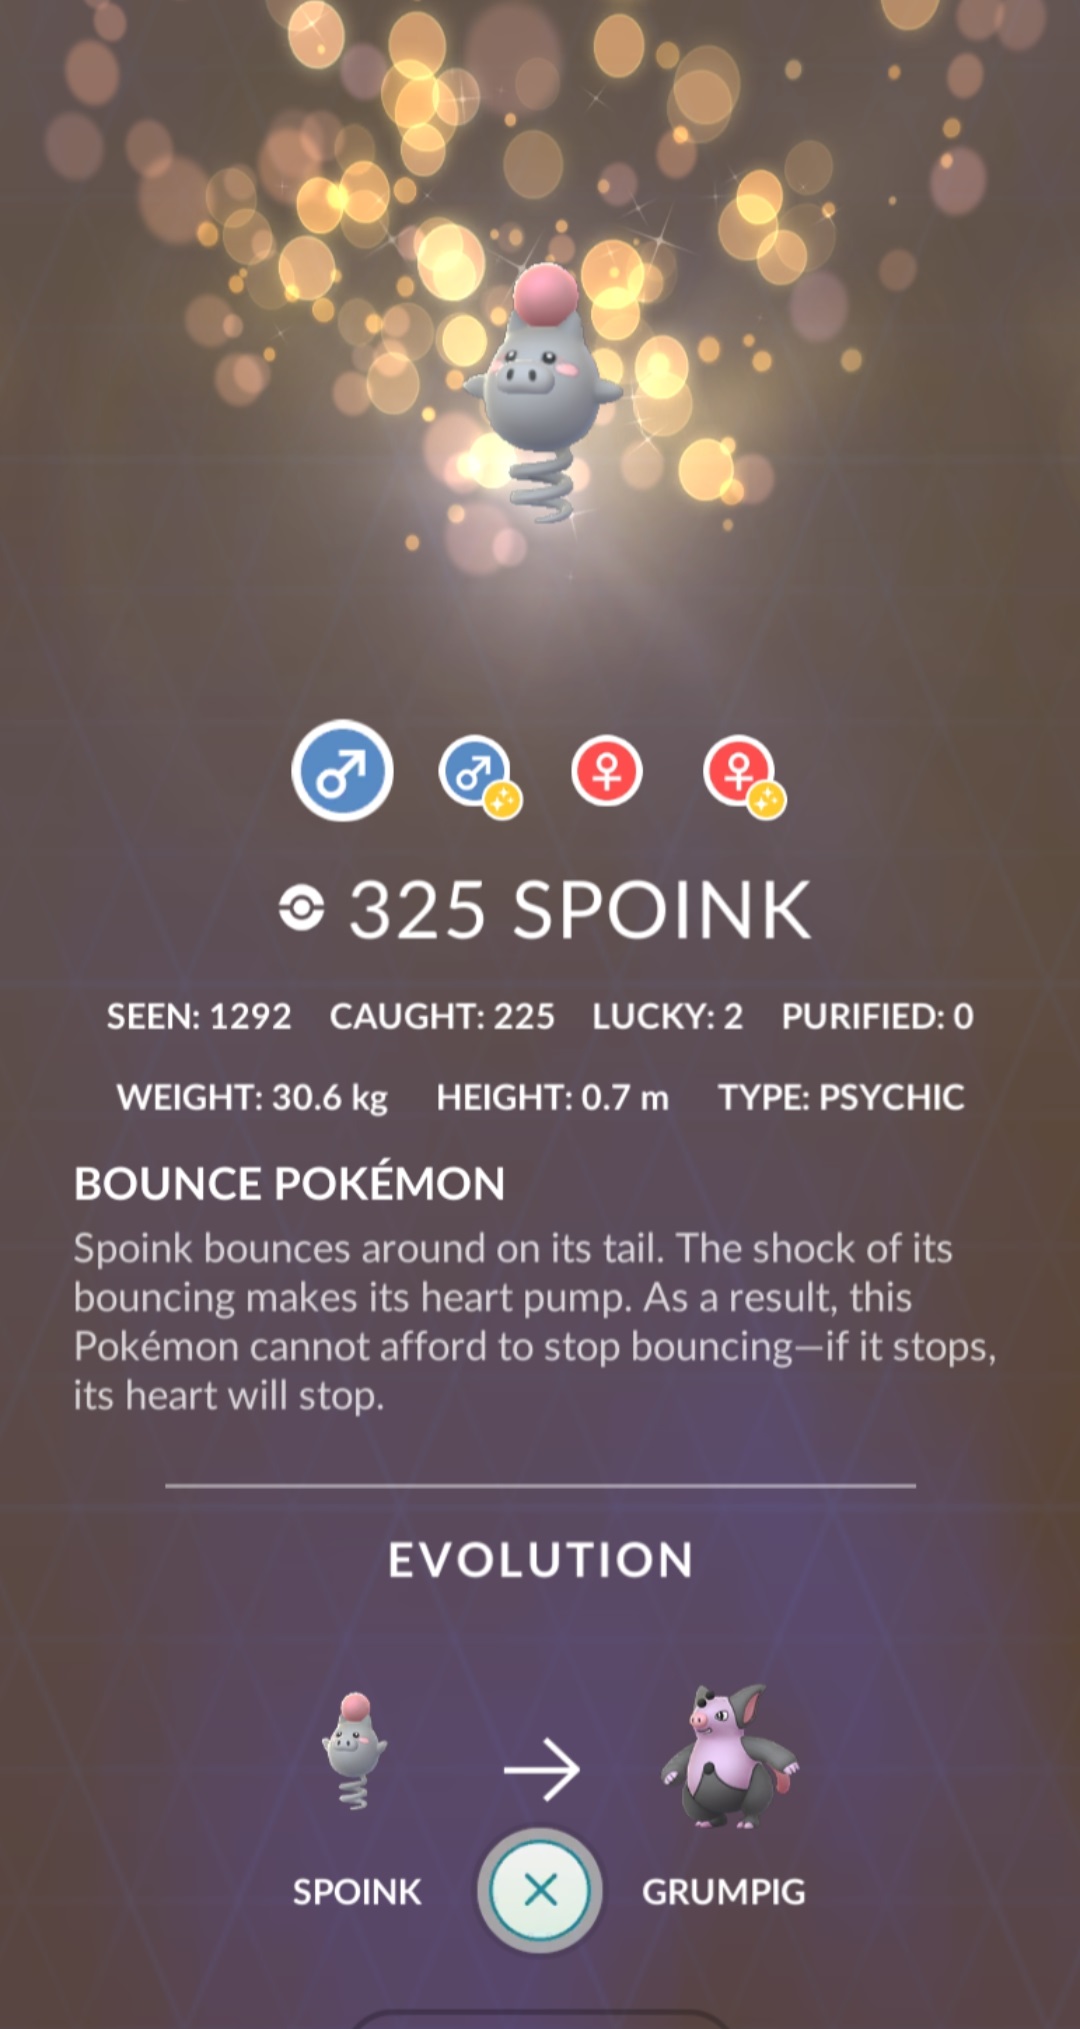 325 SPOINK
SEEN: 1292 CAUGHT: 225 LUCKY: 2 PURIFIED: 0
WEIGHT: 30.6 kg HEIGHT: 0.7 m TYPE: PSYCHIC
BOUNCE POKÉMON
Spoink bounces around on its tail. The shock of its
bouncing makes its heart pump. As a result, this
Pokémon cannot afford to stop bouncing—if it stops,
its heart will stop.
EVOLUTION
SPOINK GRUMPIG